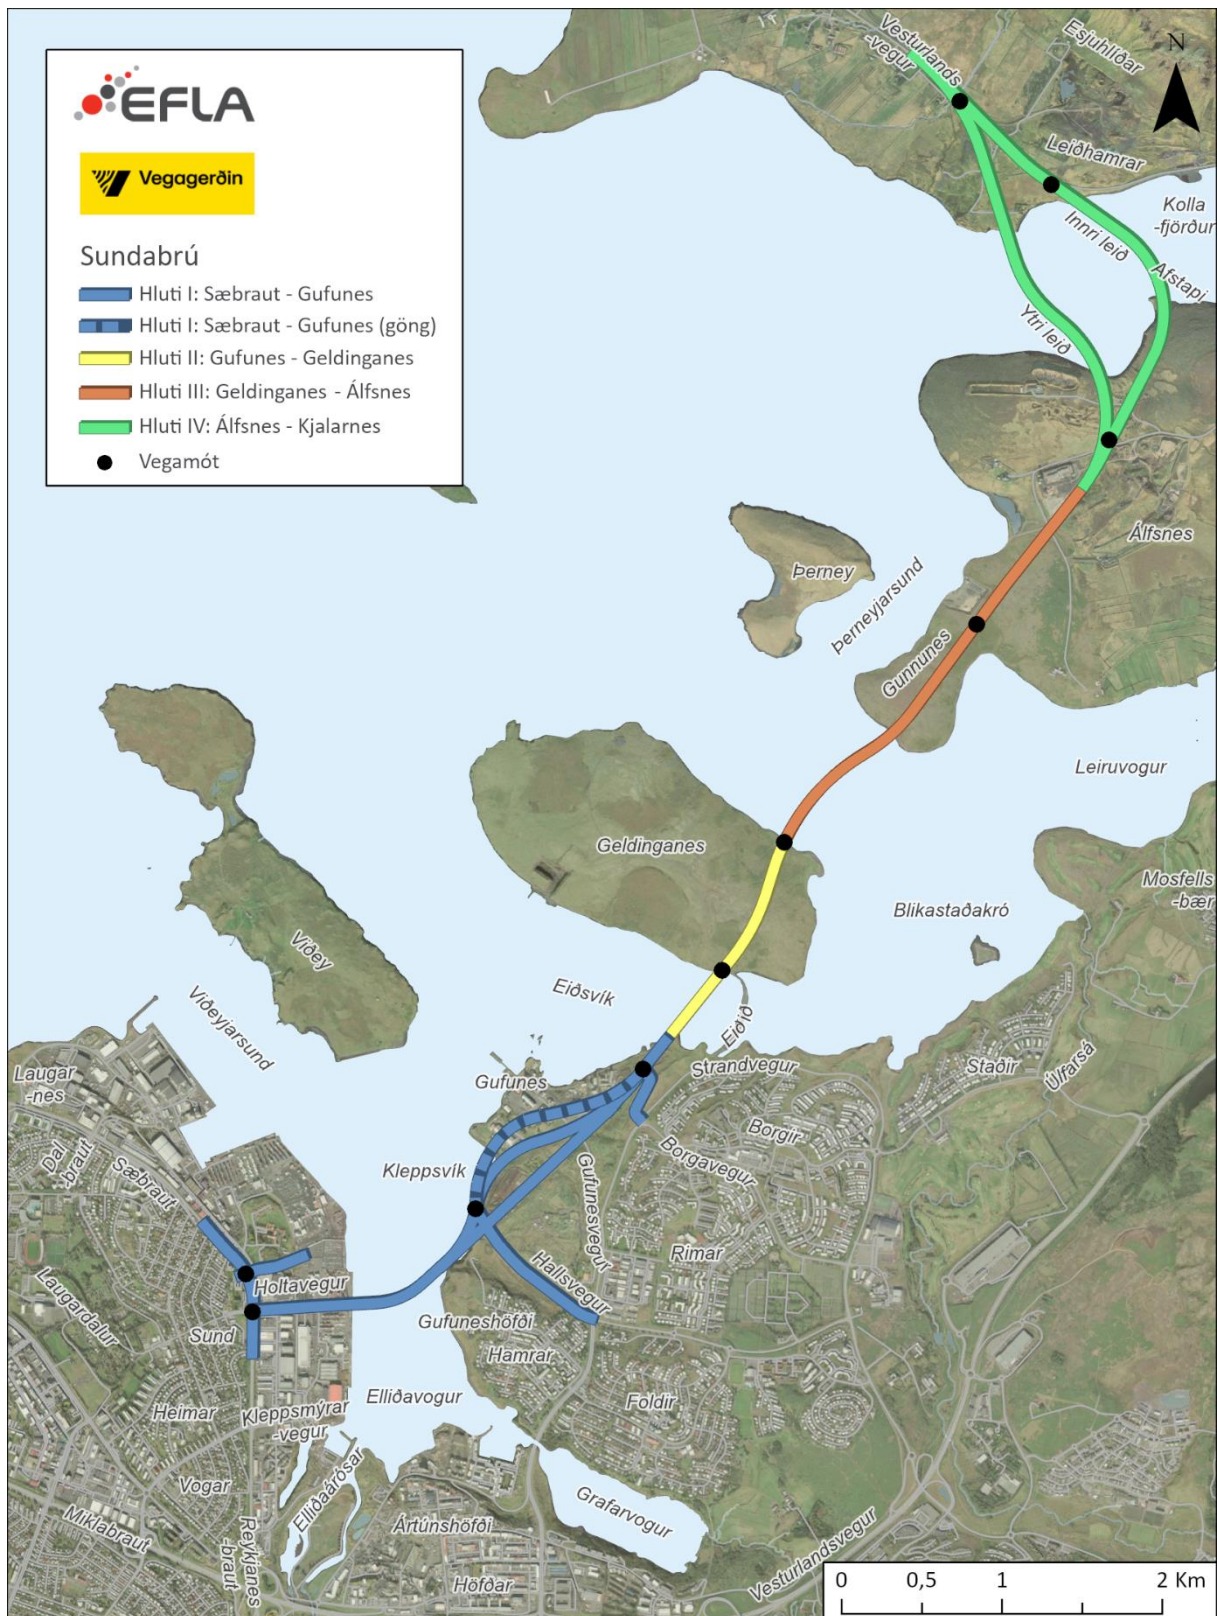 EFLA
Vegagerðin
Sundabrú
Hluti I: Sæbraut - Gufunes
Hluti I: Sæbraut - Gufunes (göng)
Hluti II: Gufunes - Geldinganes
Hluti III: Geldinganes - Álfsnes
Hluti IV: Álfsnes - Kjalarnes
Vegamót
Vesturlands
-vegur
Esjuhlíðar
N
Leiðhamrar
Kolla
-fjörður
Innri leið
Afstapi
Ytri leið
Álfsnes
Þerney
Þerneyjarsund
Gunnunes
Leiruvogur
Geldinganes
Mosfells
-bær
Blikastaðakró
Viðey
Eiðsvík
Viðeyjarsund
Eiðið
Strandvegur
Staðir
Úlfarsá
Laugar
-nes
Gufunes
Dal
-braut
Borgir
Sæbraut
Kleppsvík
Borgavegur
Gufunesvegur
Rimar
Laugardalur
Holtavegur
Hallsvegur
Sund
Gufuneshöfði
Hamrar
Elliðavogur
Foldir
Heimar
Kleppsmýrar
-vegur
Vogar
Elliðaárósar
Grafarvogur
Miklabraut
Reykjanes
-braut
Ártúnshöfði
Höfðar
Vesturlandsvegur
0 0,5 1 2 Km